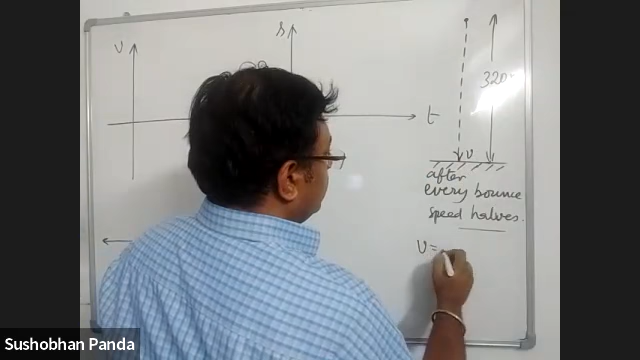 v
s
t
320
v
after
every bounce
speed halves.
v =
Sushobhan Panda